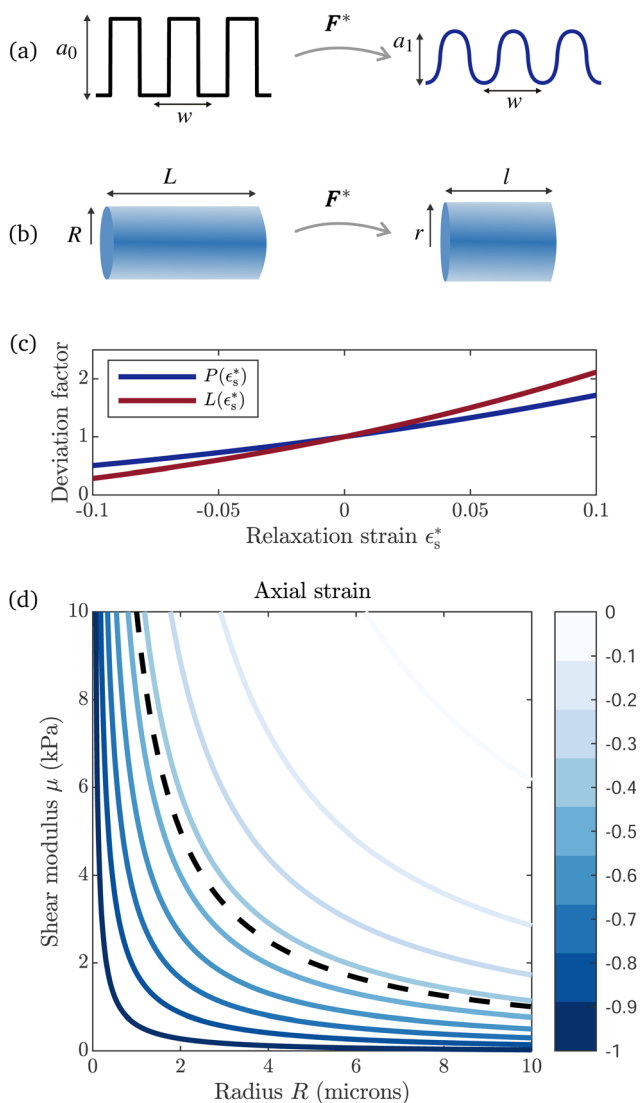 (a)
a₀
w
F*
a₁
w
(b)
L
R
F*
l
r
(c)
Deviation factor
2
1
0
P(ϵₛ*)
L(ϵₛ*)
-0.1 -0.05 0 0.05 0.1
Relaxation strain ϵₛ*
(d)
Axial strain
Shear modulus μ (kPa)
10
8
6
4
2
0
0 2 4 6 8 10
Radius R (microns)
0
-0.1
-0.2
-0.3
-0.4
-0.5
-0.6
-0.7
-0.8
-0.9
-1